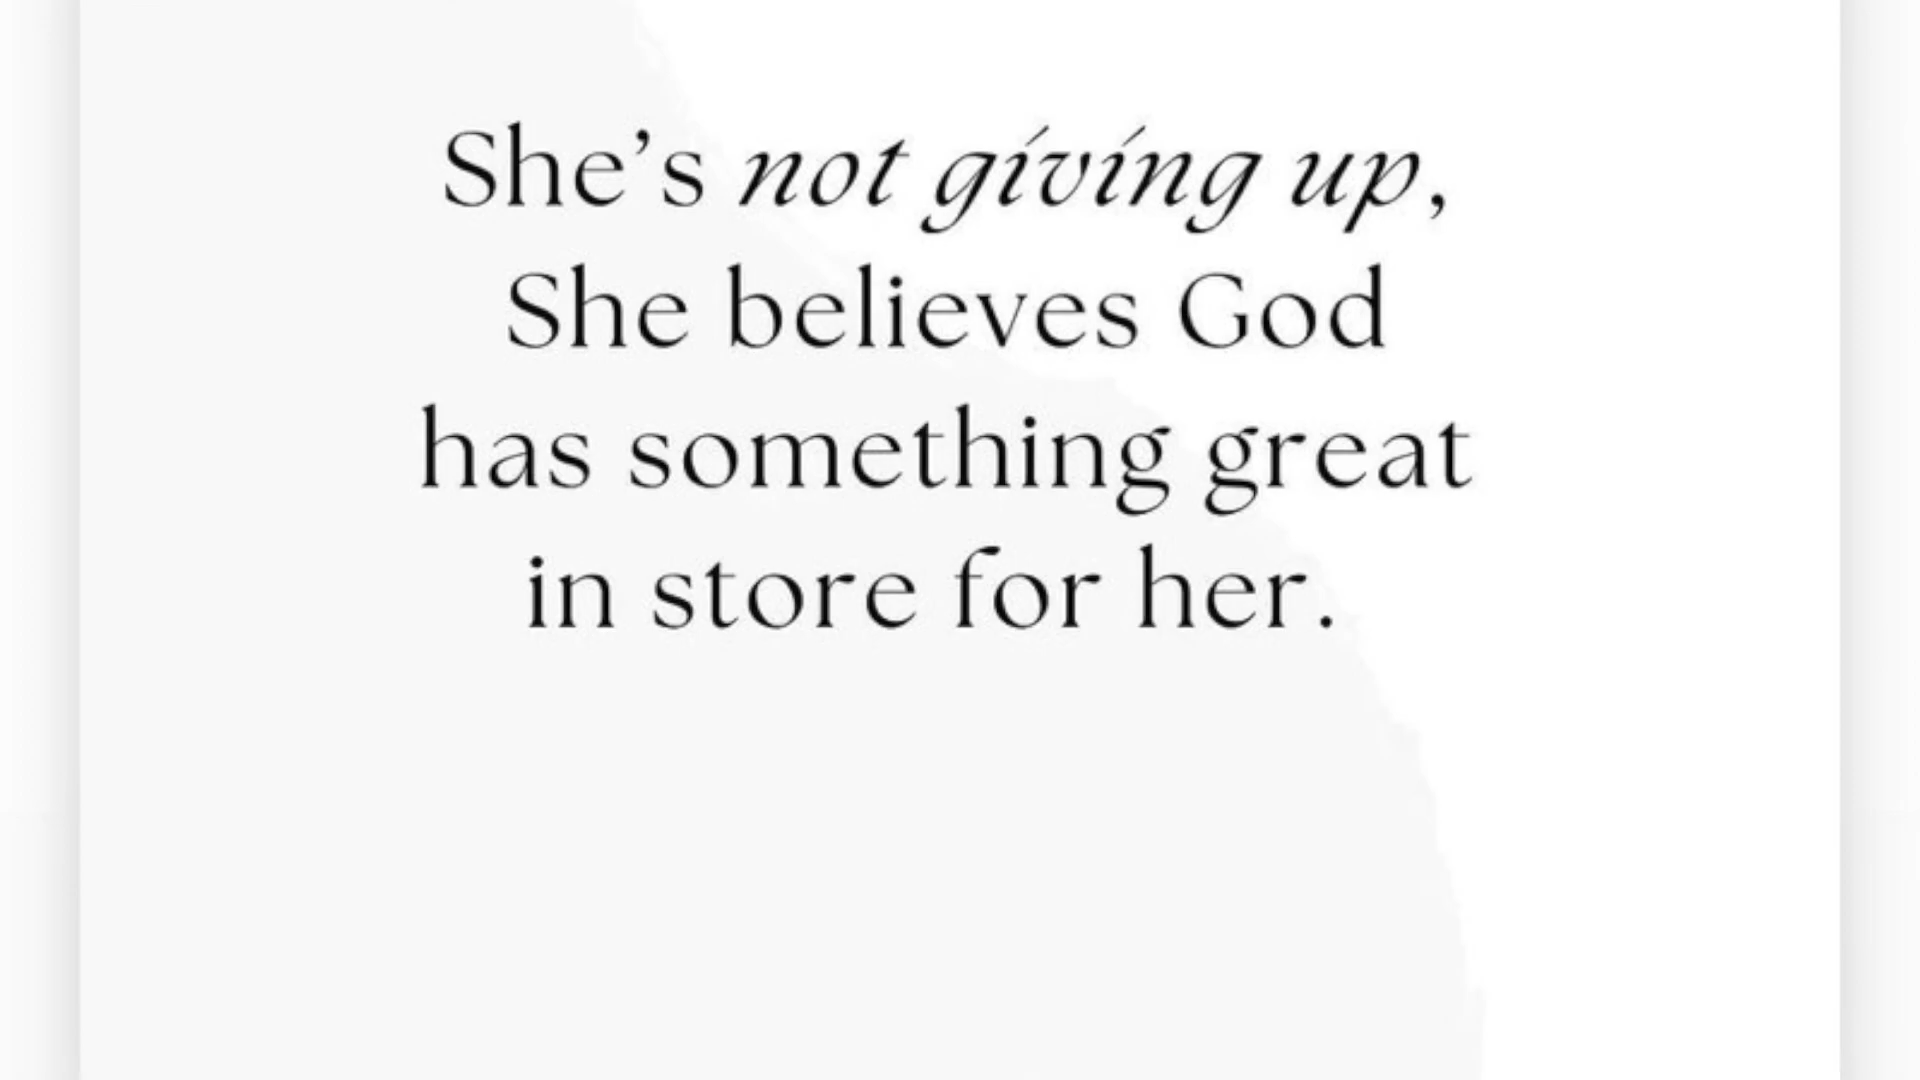 She’s not giving up,
She believes God
has something great
in store for her.